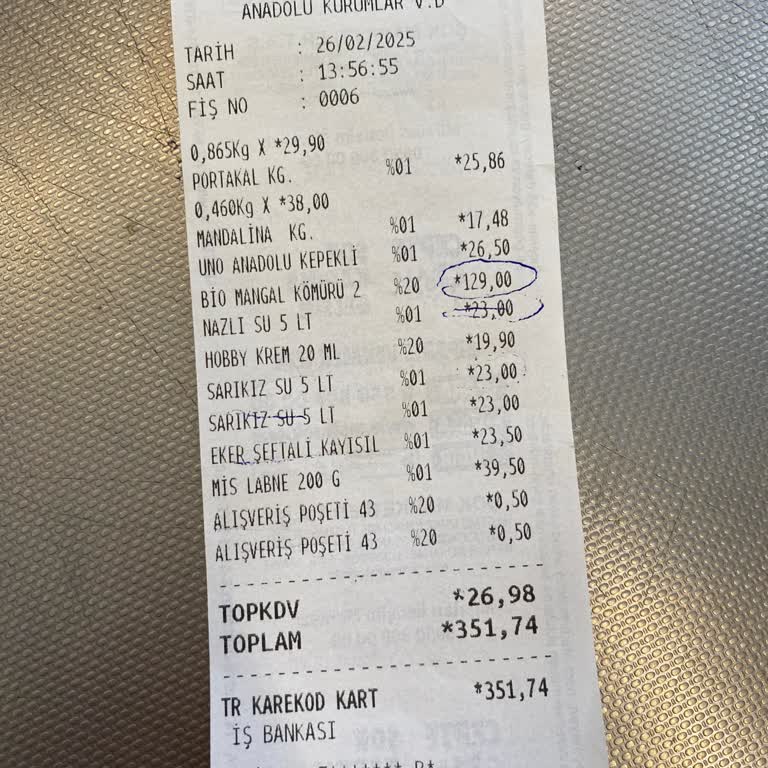 ANADOLU KURUMLAR V.D
TARİH : 26/02/2025
SAAT : 13:56:55
FİŞ NO : 0006
0,865Kg X *29,90
PORTAKAL KG. %01 *25,86
0,460Kg X *38,00
MANDALİNA KG. %01 *17,48
UNO ANADOLU KEPEKLİ %01 *26,50
BİO MANGAL KÖMÜRÜ 2 %20 *129,00
NAZLI SU 5 LT %01 *23,00
HOBBY KREM 20 ML %20 *19,90
SARIKIZ SU 5 LT %01 *23,00
SARIKIZ SU 5 LT %01 *23,00
EKER ŞEFTALİ KAYISIL %01 *23,50
MİS LABNE 200 G %01 *39,50
ALIŞVERİŞ POŞETİ 43 %20 *0,50
ALIŞVERİŞ POŞETİ 43 %20 *0,50
TOPKDV *26,98
TOPLAM *351,74
TR KAREKOD KART *351,74
İŞ BANKASI